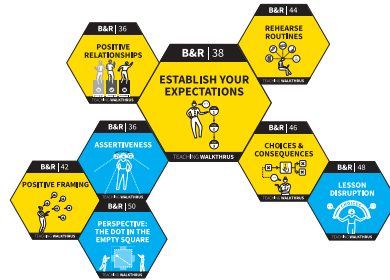 B&R | 36
POSITIVE
RELATIONSHIPS
TEACHING WALKTHRUS
B&R | 38
ESTABLISH YOUR
EXPECTATIONS
TEACHING WALKTHRUS
B&R | 44
REHEARSE
ROUTINES
TEACHING WALKTHRUS
B&R | 36
ASSERTIVENESS
B&R | 46
CHOICES &
CONSEQUENCES
TEACHING WALKTHRUS
B&R | 42
POSITIVE FRAMING
TEACHING WALKTHRUS
B&R | 50
PERSPECTIVE:
THE DOT IN THE
EMPTY SQUARE
TEACHING WALKTHRUS
B&R | 48
LESSON
DISRUPTION
TEACHING WALKTHRUS